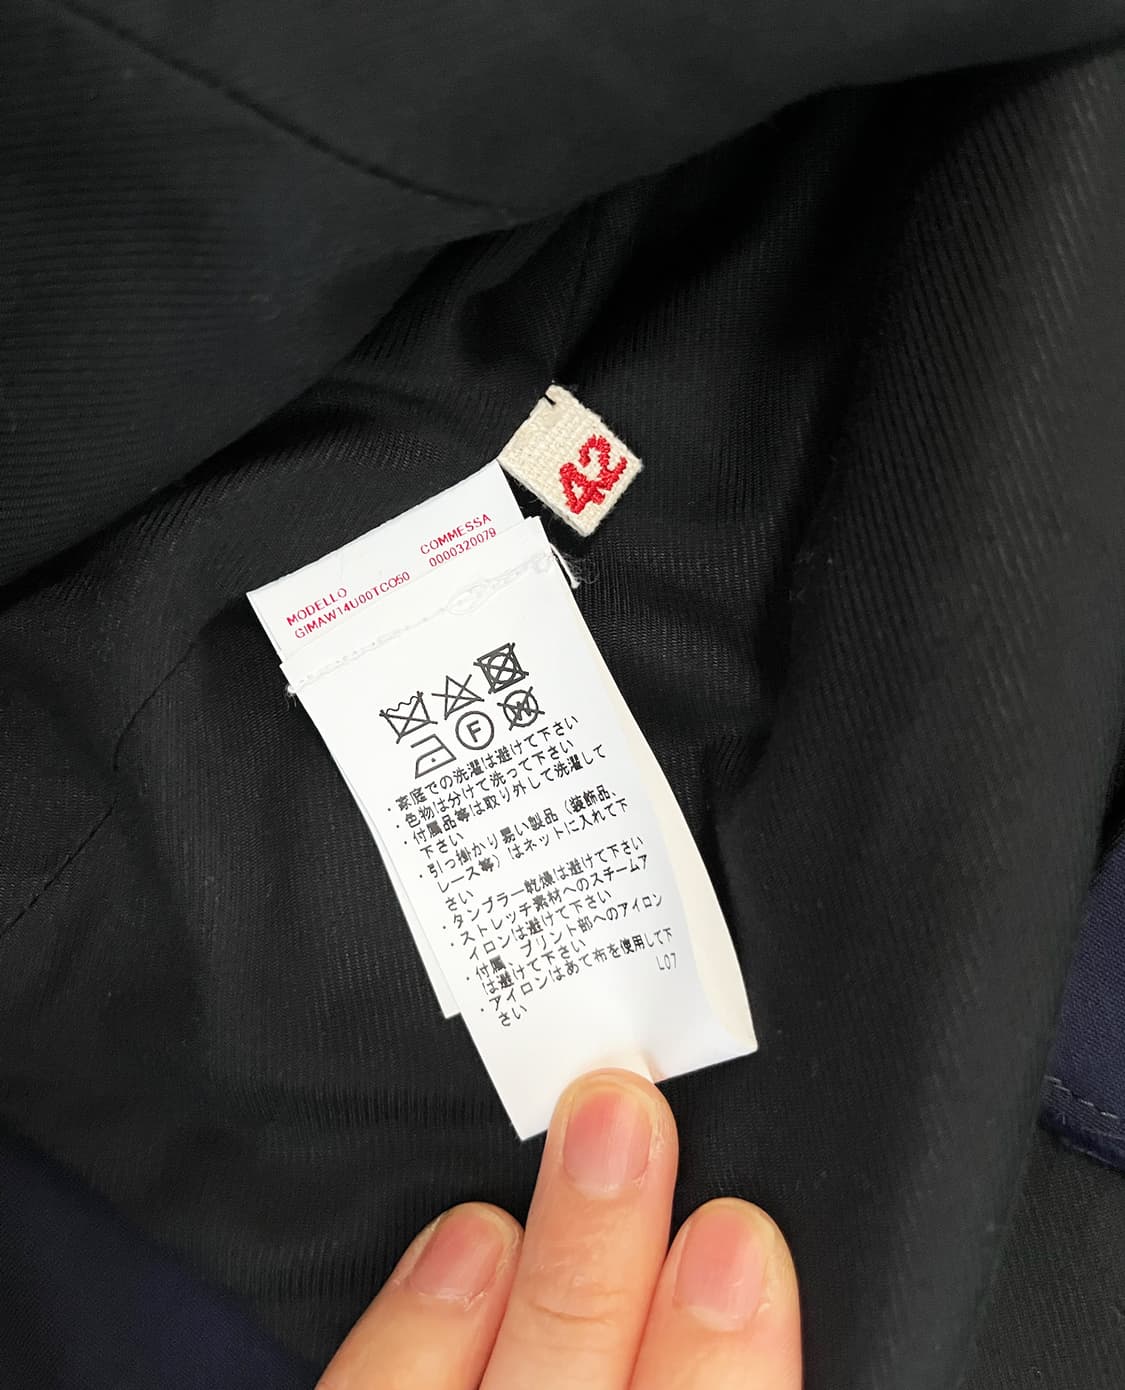 42
MODELLO COMMESSA
GIMAW14U00TCO50 0000320079
F W
・家庭での洗濯は避けて下さい
・色物は分けて洗って下さい
・付属品等は取り外して洗濯して
下さい
・引っ掛かり易い製品（装飾品、
レース等）はネットに入れて下
さい
・タンブラー乾燥は避けて下さい
・ストレッチ素材へのスチームア
イロンは避けて下さい
・付属、プリント部へのアイロン
は避けて下さい
・アイロンはあて布を使用して下
さい
L07